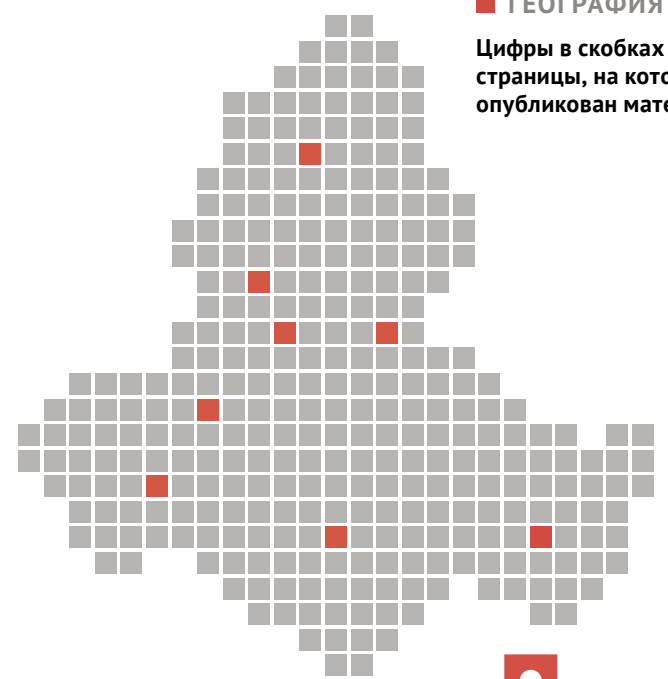 ГЕОГРАФИЯ
Цифры в скобках
страницы, на кото
опубликован мате